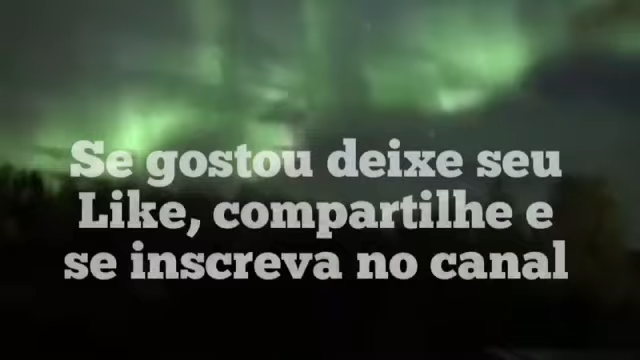 Se gostou deixe seu
Like, compartilhe e
se inscreva no canal